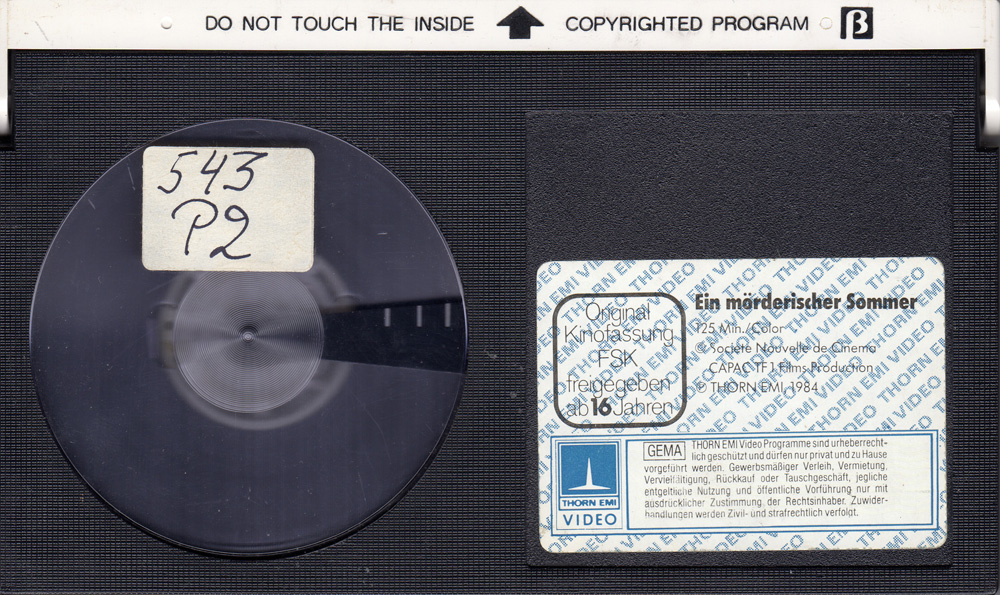 DO NOT TOUCH THE INSIDE COPYRIGHTED PROGRAM β
543
P2
Original
Kinofassung
FSK
freigegeben
ab 16 Jahren
Ein mörderischer Sommer
125 Min./Color
© Société Nouvelle de Cinema
CAPAC TF1 Films Production
© THORN EMI, 1984
THORN EMI
VIDEO
GEMA THORN EMI Video Programme sind urheberrecht-
lich geschützt und dürfen nur privat und zu Hause
vorgeführt werden. Gewerbsmäßiger Verleih, Vermietung,
Vervielfältigung, Rückkauf oder Tauschgeschäft, jegliche
entgeltliche Nutzung und öffentliche Vorführung nur mit
ausdrücklicher Zustimmung der Rechtsinhaber. Zuwider-
handlungen werden Zivil- und strafrechtlich verfolgt.